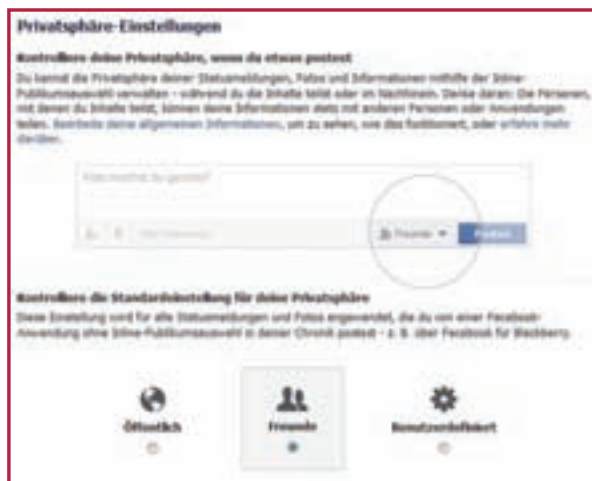 Privatsphäre-Einstellungen
Kontrolliere deine Privatsphäre, wenn du etwas postest
Du kannst die Privatsphäre deiner Statusmeldungen, Fotos und Informationen mithilfe der Inline-
Publikumsauswahl verwalten - während du die Inhalte teilst oder im Nachhinein. Denke daran: Die Personen,
mit denen du Inhalte teilst, können deine Informationen stets mit anderen Personen oder Anwendungen
teilen. Bearbeite deine allgemeinen Informationen, um zu sehen, wie das funktioniert, oder erfahre mehr
darüber.
Freunde
Posten
Kontrolliere die Standardeinstellung für deine Privatsphäre
Diese Einstellung wird für alle Statusmeldungen und Fotos angewendet, die du von einer Facebook-
Anwendung ohne Inline-Publikumsauswahl in deiner Chronik postest - z. B. über Facebook für Blackberry.
Öffentlich
Freunde
Benutzerdefiniert